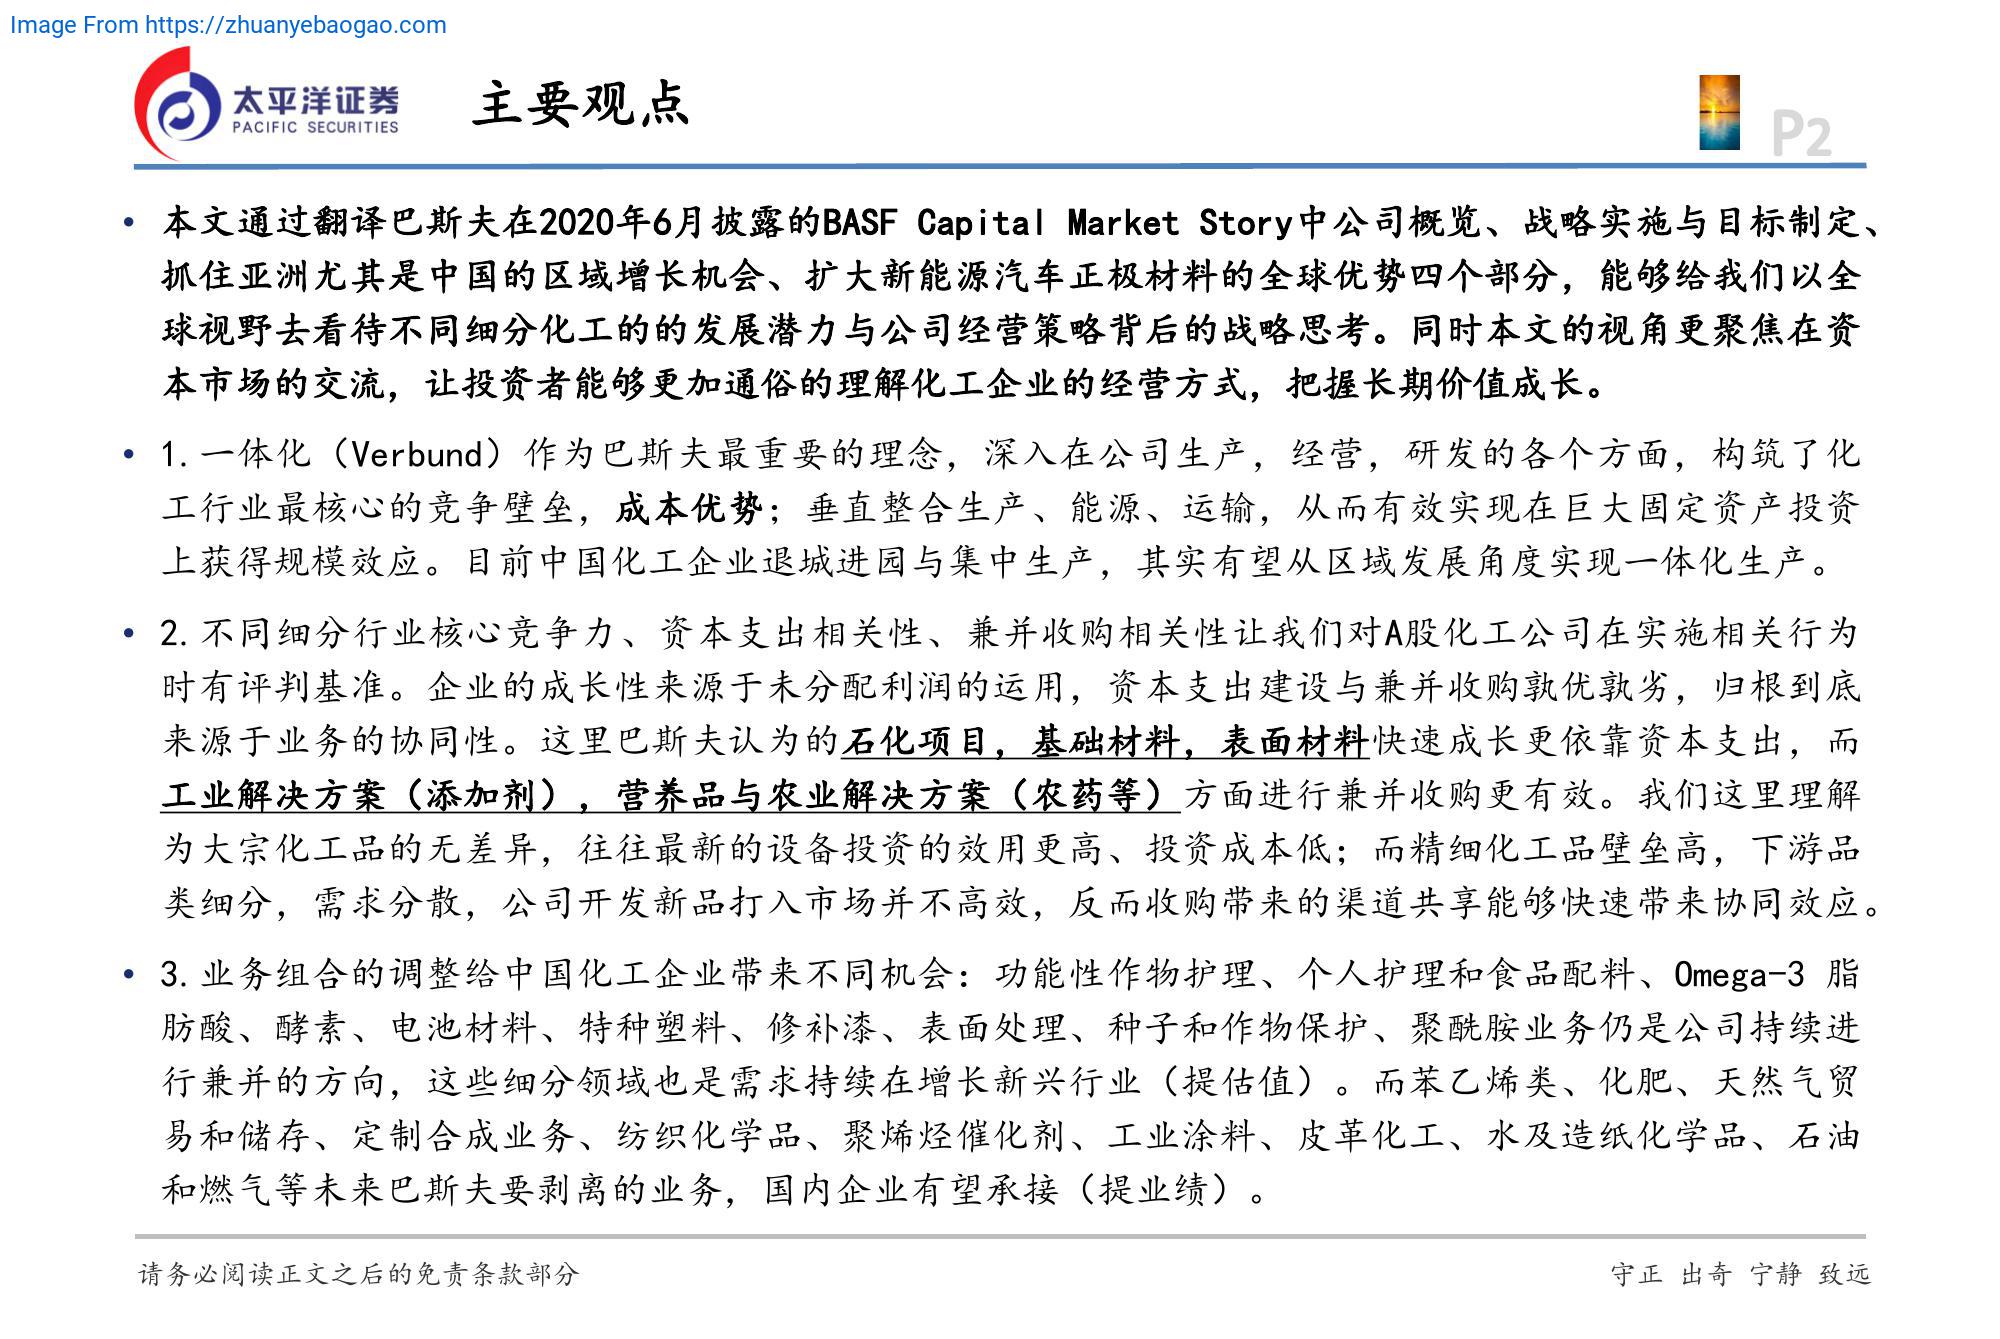 Image From https://zhuanyebaogao.com
太平洋证券
PACIFIC SECURITIES
主要观点
P2
• 本文通过翻译巴斯夫在2020年6月披露的BASF Capital Market Story中公司概览、战略实施与目标制定、
抓住亚洲尤其是中国的区域增长机会、扩大新能源汽车正极材料的全球优势四个部分，能够给我们以全
球视野去看待不同细分化工的的发展潜力与公司经营策略背后的战略思考。同时本文的视角更聚焦在资
本市场的交流，让投资者能够更加通俗的理解化工企业的经营方式，把握长期价值成长。
• 1.一体化（Verbund）作为巴斯夫最重要的理念，深入在公司生产，经营，研发的各个方面，构筑了化
工行业最核心的竞争壁垒，成本优势；垂直整合生产、能源、运输，从而有效实现在巨大固定资产投资
上获得规模效应。目前中国化工企业退城进园与集中生产，其实有望从区域发展角度实现一体化生产。
• 2.不同细分行业核心竞争力、资本支出相关性、兼并收购相关性让我们对A股化工公司在实施相关行为
时有评判基准。企业的成长性来源于未分配利润的运用，资本支出建设与兼并收购孰优孰劣，归根到底
来源于业务的协同性。这里巴斯夫认为的石化项目，基础材料，表面材料快速成长更依靠资本支出，而
工业解决方案（添加剂），营养品与农业解决方案（农药等）方面进行兼并收购更有效。我们这里理解
为大宗化工品的无差异，往往最新的设备投资的效用更高、投资成本低；而精细化工品壁垒高，下游品
类细分，需求分散，公司开发新品打入市场并不高效，反而收购带来的渠道共享能够快速带来协同效应。
• 3.业务组合的调整给中国化工企业带来不同机会：功能性作物护理、个人护理和食品配料、Omega-3 脂
肪酸、酵素、电池材料、特种塑料、修补漆、表面处理、种子和作物保护、聚酰胺业务仍是公司持续进
行兼并的方向，这些细分领域也是需求持续在增长新兴行业（提估值）。而苯乙烯类、化肥、天然气贸
易和储存、定制合成业务、纺织化学品、聚烯烃催化剂、工业涂料、皮革化工、水及造纸化学品、石油
和燃气等未来巴斯夫要剥离的业务，国内企业有望承接（提业绩）。
请务必阅读正文之后的免责条款部分
守正 出奇 宁静 致远